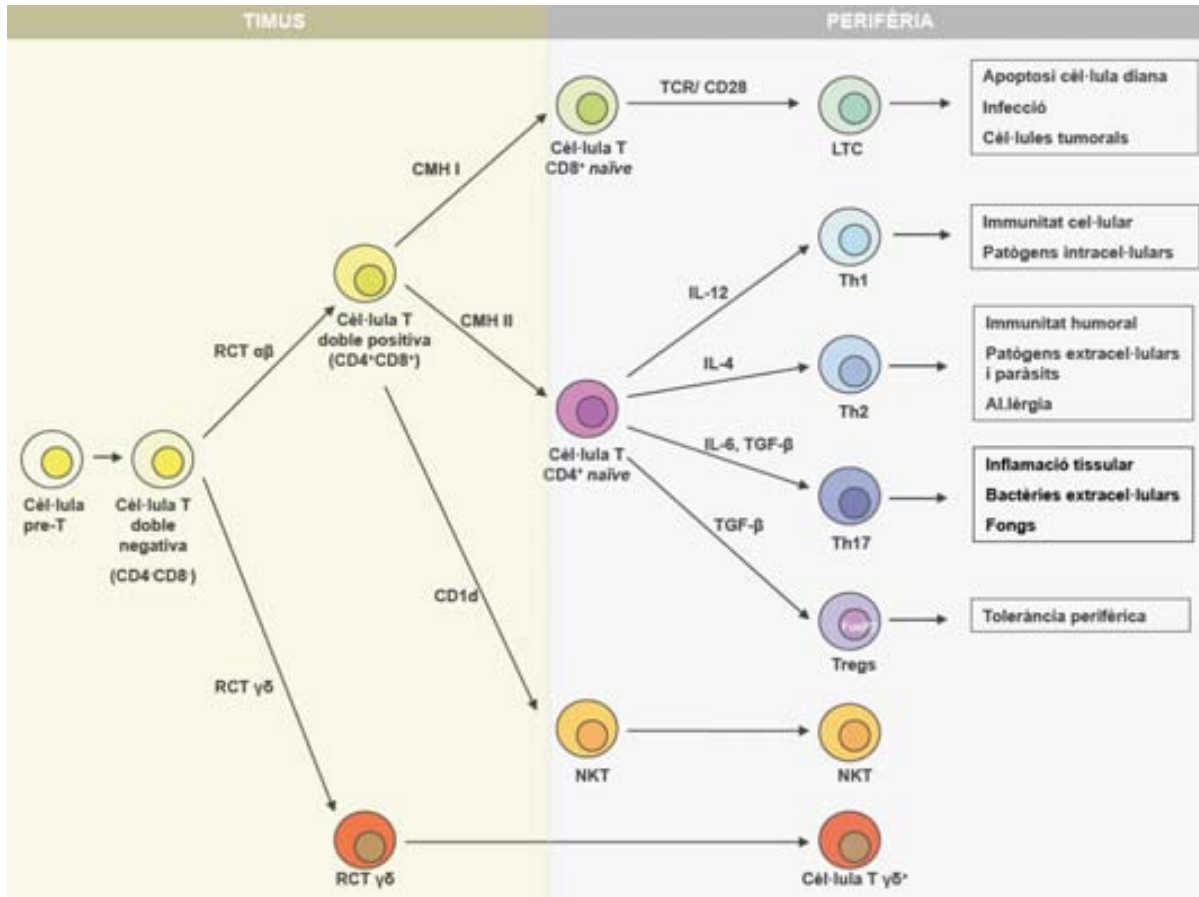 TIMUS
PERIFÈRIA
TCR/ CD28
Cèl·lula T
CD8⁺ naïve
LTC
Apoptosi cèl·lula diana
Infecció
Cèl·lules tumorals
CMH I
Cèl·lula T
doble positiva
(CD4⁺CD8⁺)
CMH II
RCT αβ
IL-12
Th1
Immunitat cel·lular
Patògens intracel·lulars
IL-4
Th2
Immunitat humoral
Patògens extracel·lulars
i paràsits
Al.lèrgia
Cèl·lula T
CD4⁺ naïve
IL-6, TGF-β
Th17
Inflamació tissular
Bactèries extracel·lulars
Fongs
TGF-β
Tregs
Tolerància perifèrica
Cèl·lula
pre-T
Cèl·lula T
doble
negativa
(CD4⁻CD8⁻)
CD1d
RCT γδ
NKT
NKT
RCT γδ
Cèl·lula T γδ⁺